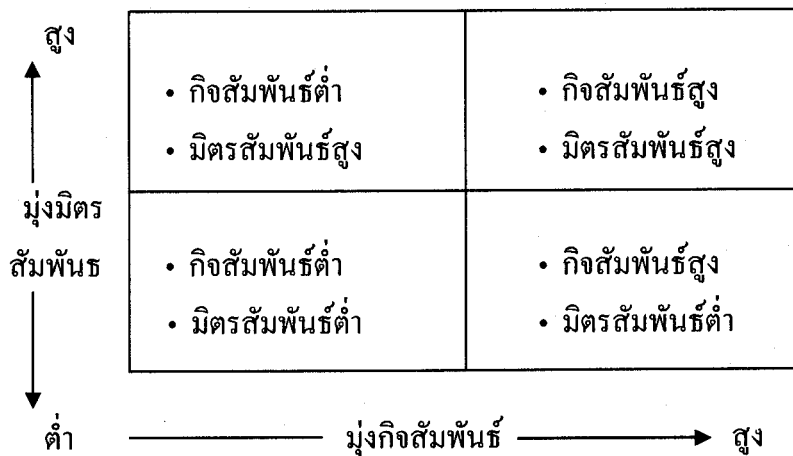 สูง
• กิจสัมพันธ์ต่ำ
• กิจสัมพันธ์สูง
• มิตรสัมพันธ์สูง
• มิตรสัมพันธ์สูง
มุ่งมิตร
สัมพันธ
• กิจสัมพันธ์ต่ำ
• กิจสัมพันธ์สูง
• มิตรสัมพันธ์ต่ำ
• มิตรสัมพันธ์ต่ำ
ต่ำ
มุ่งกิจสัมพันธ์
สูง